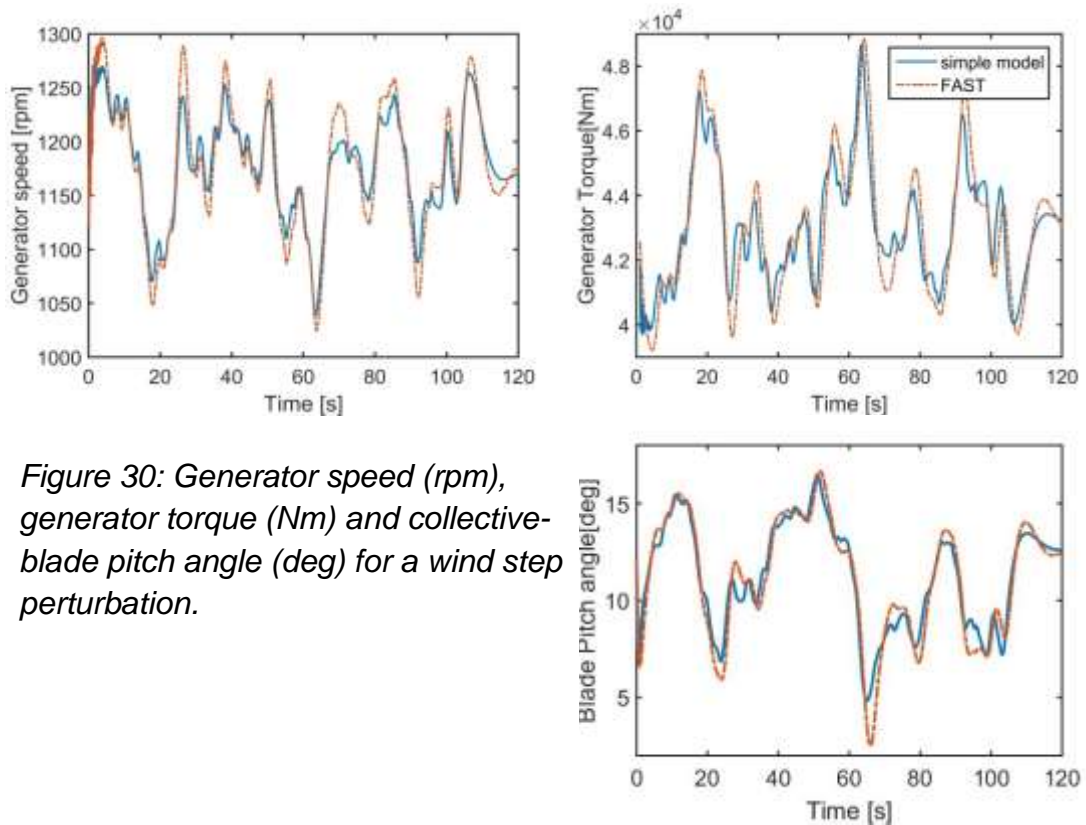 1300
1250
1200
1150
1100
1050
1000
Generator speed [rpm]
0 20 40 60 80 100 120
Time [s]
×10⁴
4.8
4.6
4.4
4.2
4
Generator Torque[Nm]
simple model
FAST
0 20 40 60 80 100 120
Time [s]
Figure 30: Generator speed (rpm),
generator torque (Nm) and collective-
blade pitch angle (deg) for a wind step
perturbation.
15
10
5
Blade Pitch angle[deg]
0 20 40 60 80 100 120
Time [s]